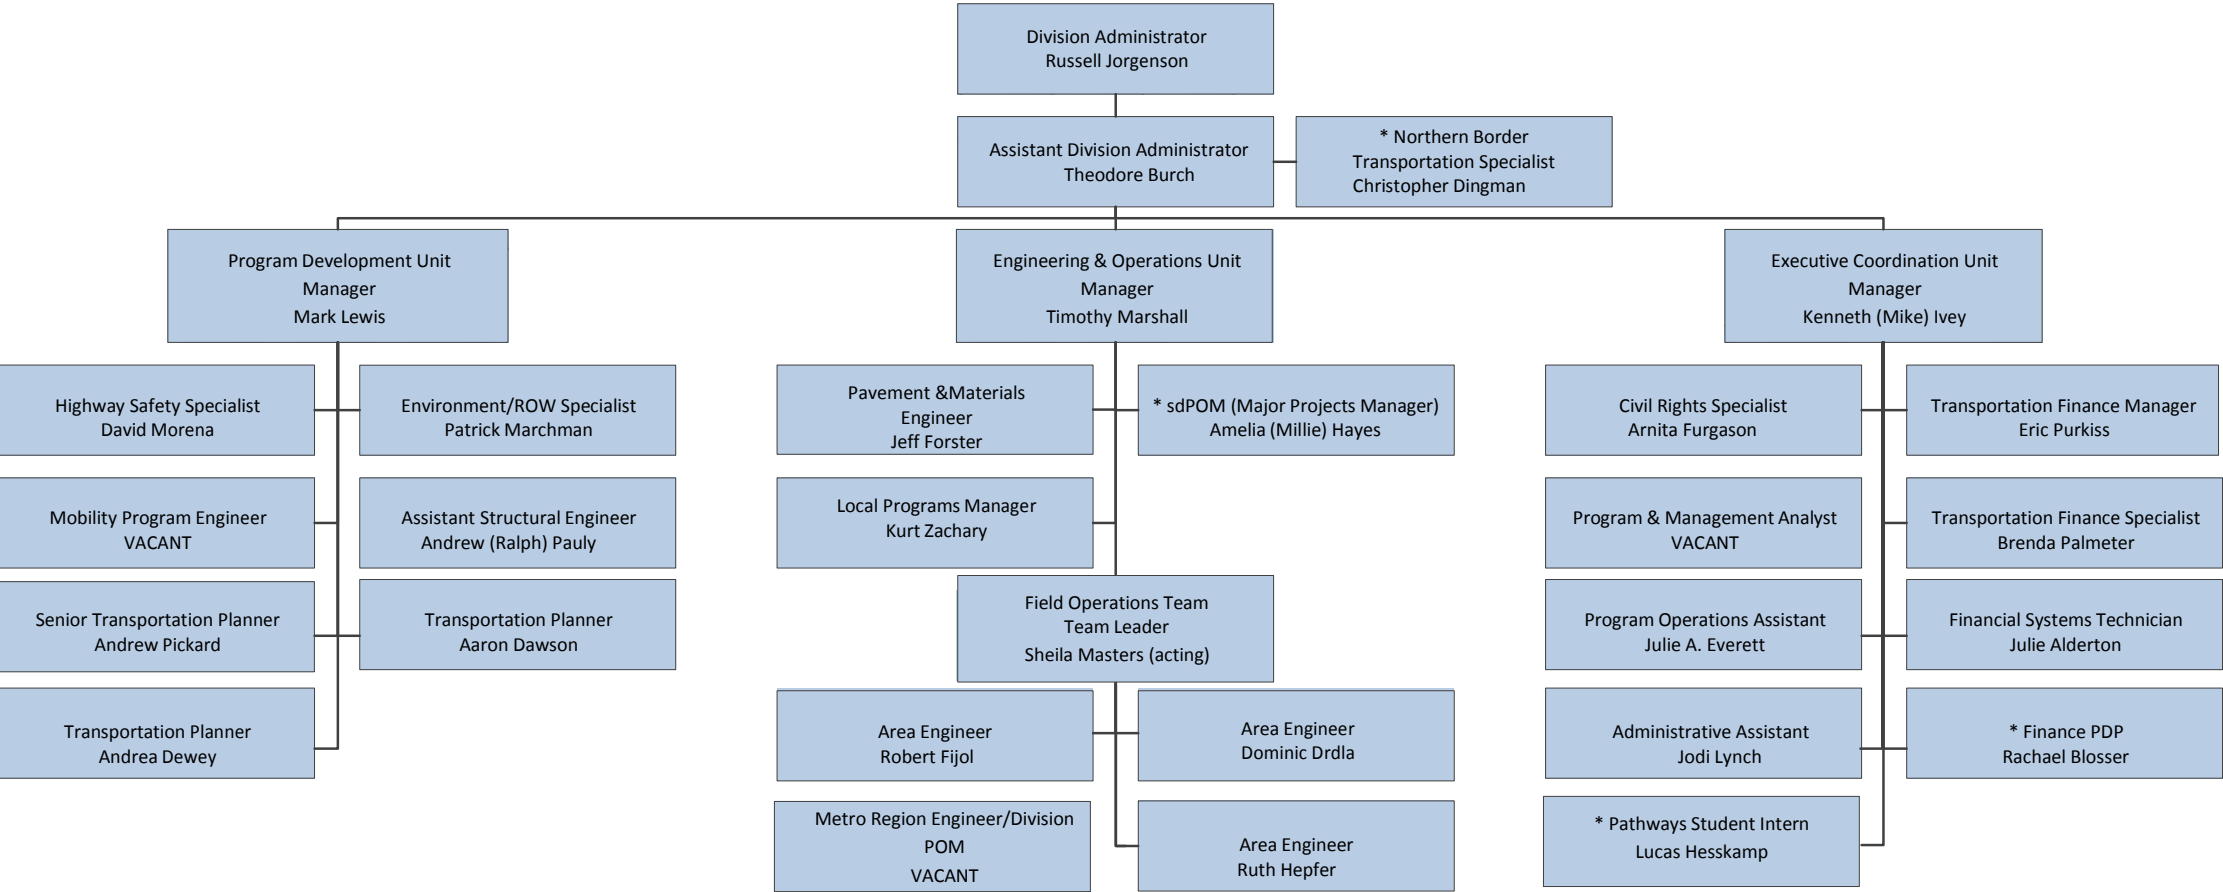 Division Administrator
Russell Jorgenson
Assistant Division Administrator
Theodore Burch
* Northern Border
Transportation Specialist
Christopher Dingman
Program Development Unit
Manager
Mark Lewis
Engineering & Operations Unit
Manager
Timothy Marshall
Executive Coordination Unit
Manager
Kenneth (Mike) Ivey
Highway Safety Specialist
David Morena
Environment/ROW Specialist
Patrick Marchman
Mobility Program Engineer
VACANT
Assistant Structural Engineer
Andrew (Ralph) Pauly
Senior Transportation Planner
Andrew Pickard
Transportation Planner
Aaron Dawson
Transportation Planner
Andrea Dewey
Pavement &Materials
Engineer
Jeff Forster
* sdPOM (Major Projects Manager)
Amelia (Millie) Hayes
Local Programs Manager
Kurt Zachary
Field Operations Team
Team Leader
Sheila Masters (acting)
Area Engineer
Robert Fijol
Area Engineer
Dominic Drdla
Metro Region Engineer/Division
POM
VACANT
Area Engineer
Ruth Hepfer
Civil Rights Specialist
Arnita Furgason
Transportation Finance Manager
Eric Purkiss
Program & Management Analyst
VACANT
Transportation Finance Specialist
Brenda Palmeter
Program Operations Assistant
Julie A. Everett
Financial Systems Technician
Julie Alderton
Administrative Assistant
Jodi Lynch
* Finance PDP
Rachael Blosser
* Pathways Student Intern
Lucas Hesskamp